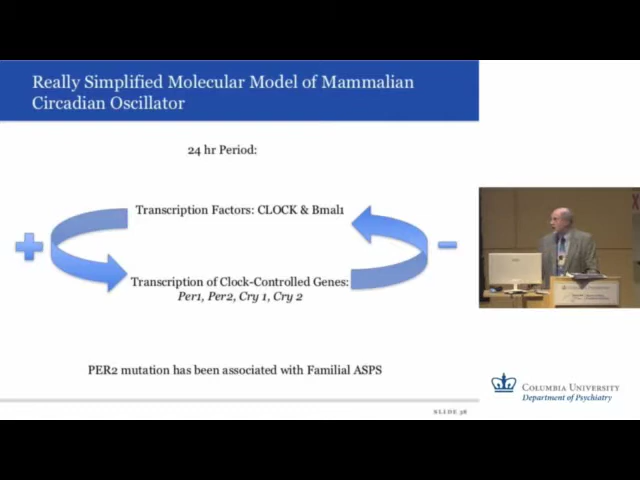 Really Simplified Molecular Model of Mammalian
Circadian Oscillator
24 hr Period:
Transcription Factors: CLOCK & Bmal1
Transcription of Clock-Controlled Genes:
Per1, Per2, Cry 1, Cry 2
PER2 mutation has been associated with Familial ASPS
COLUMBIA UNIVERSITY
Department of Psychiatry
SLIDE 38